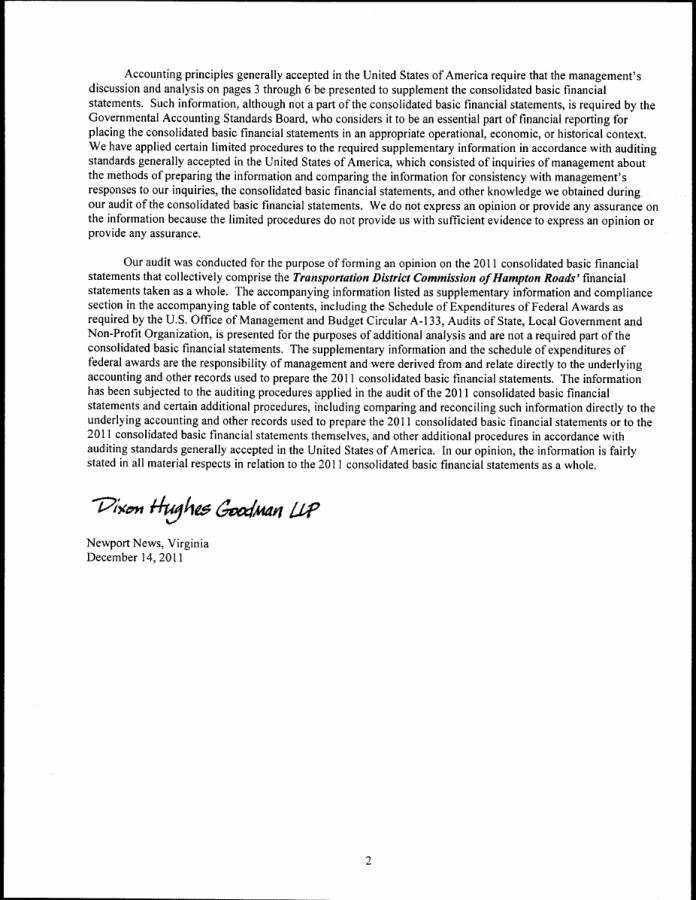 Accounting principles generally accepted in the United States of America require that the management's
discussion and analysis on pages 3 through 6 be presented to supplement the consolidated basic financial
statements. Such information, although not a part of the consolidated basic financial statements, is required by the
Governmental Accounting Standards Board, who considers it to be an essential part of financial reporting for
placing the consolidated basic financial statements in an appropriate operational, economic, or historical context.
We have applied certain limited procedures to the required supplementary information in accordance with auditing
standards generally accepted in the United States of America, which consisted of inquiries of management about
the methods of preparing the information and comparing the information for consistency with management's
responses to our inquiries, the consolidated basic financial statements, and other knowledge we obtained during
our audit of the consolidated basic financial statements. We do not express an opinion or provide any assurance on
the information because the limited procedures do not provide us with sufficient evidence to express an opinion or
provide any assurance.
Our audit was conducted for the purpose of forming an opinion on the 2011 consolidated basic financial
statements that collectively comprise the Transportation District Commission of Hampton Roads' financial
statements taken as a whole. The accompanying information listed as supplementary information and compliance
section in the accompanying table of contents, including the Schedule of Expenditures of Federal Awards as
required by the U.S. Office of Management and Budget Circular A-133, Audits of State, Local Government and
Non-Profit Organization, is presented for the purposes of additional analysis and are not a required part of the
consolidated basic financial statements. The supplementary information and the schedule of expenditures of
federal awards are the responsibility of management and were derived from and relate directly to the underlying
accounting and other records used to prepare the 2011 consolidated basic financial statements. The information
has been subjected to the auditing procedures applied in the audit of the 2011 consolidated basic financial
statements and certain additional procedures, including comparing and reconciling such information directly to the
underlying accounting and other records used to prepare the 2011 consolidated basic financial statements or to the
2011 consolidated basic financial statements themselves, and other additional procedures in accordance with
auditing standards generally accepted in the United States of America. In our opinion, the information is fairly
stated in all material respects in relation to the 2011 consolidated basic financial statements as a whole.
Dixon Hughes Goodman LLP
Newport News, Virginia
December 14, 2011
2